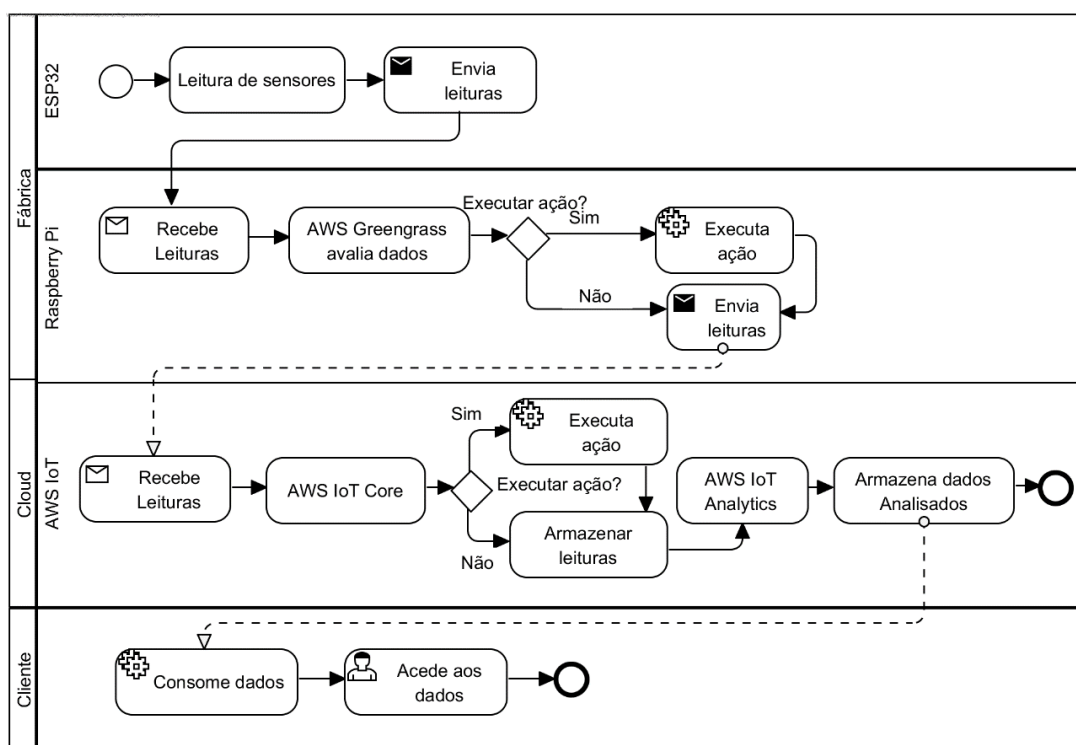 Fábrica
ESP32
Leitura de sensores
Envia
leituras
Raspberry Pi
Recebe
Leituras
AWS Greengrass
avalia dados
Executar ação?
Sim
Executa
ação
Não
Envia
leituras
Cloud
AWS IoT
Recebe
Leituras
AWS IoT Core
Sim
Executar ação?
Não
Executa
ação
Armazenar
leituras
AWS IoT
Analytics
Armazena dados
Analisados
Cliente
Consome dados
Acede aos
dados